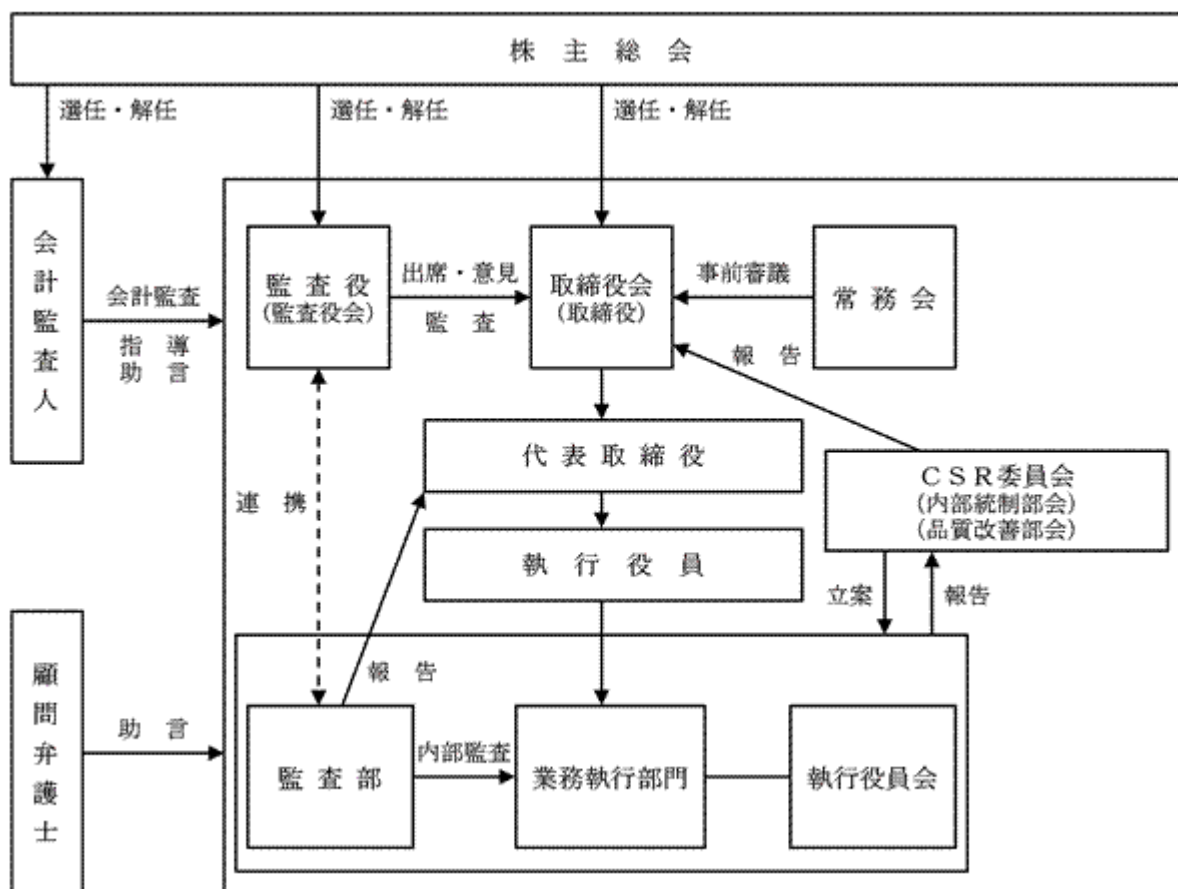 株主総会
選任・解任
選任・解任
選任・解任
会計監査人
会計監査
指導
助言
監査役
(監査役会)
出席・意見
監査
取締役会
(取締役)
事前審議
常務会
報告
代表取締役
CSR委員会
(内部統制部会)
(品質改善部会)
連携
執行役員
立案
報告
顧問弁護士
助言
報告
監査部
内部監査
業務執行部門
執行役員会